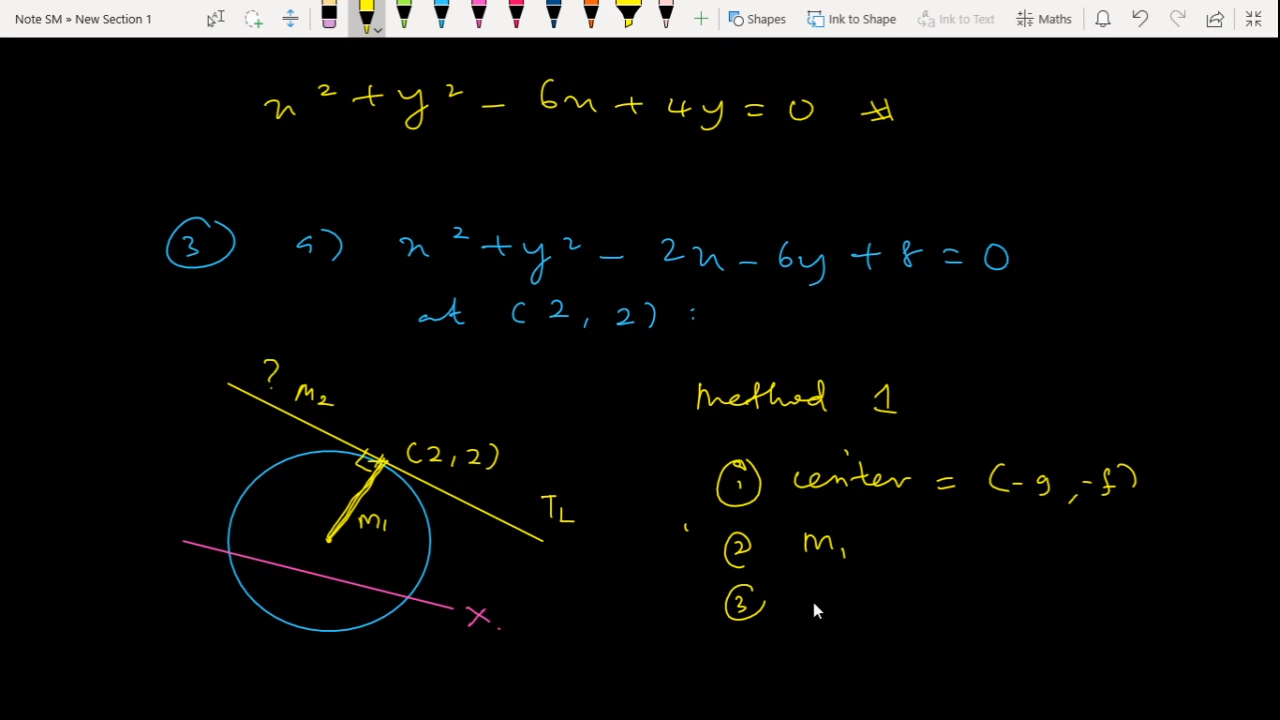 Note SM » New Section 1
Shapes
Ink to Shape
Ink to Text
Maths
x² + y² - 6x + 4y = 0
③ a) x² + y² - 2x - 6y + 8 = 0
at (2, 2) :
? m₂
(2, 2)
m₁
TL
X.
method 1
① center = (-g, -f)
② m₁
③